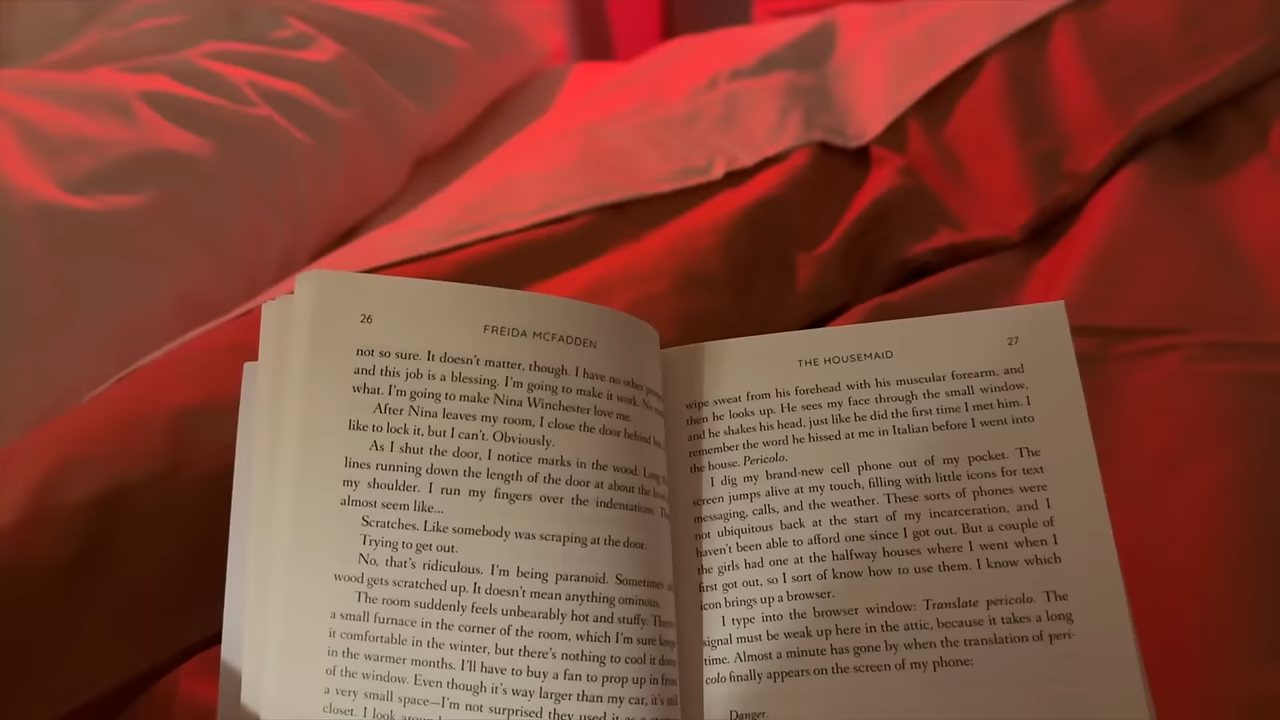 26
FREIDA MCFADDEN
not so sure. It doesn't matter, though. I have no other
and this job is a blessing. I'm going to make it work. No
what. I'm going to make Nina Winchester love me.
After Nina leaves my room, I close the door behind
like to lock it, but I can't. Obviously.
As I shut the door, I notice marks in the wood. Long
lines running down the length of the door at about the
my shoulder. I run my fingers over the indentations.
almost seem like...
Scratches. Like somebody was scraping at the door.
Trying to get out.
No, that's ridiculous. I'm being paranoid. Sometimes
wood gets scratched up. It doesn't mean anything ominous.
The room suddenly feels unbearably hot and stuffy.
a small furnace in the corner of the room, which I'm sure keeps
it comfortable in the winter, but there's nothing to cool it down
in the warmer months. I'll have to buy a fan to prop up in front
of the window. Even though it's way larger than my car, it's still
a very small space—I'm not surprised they used it as a
closet. I look
27
THE HOUSEMAID
wipe sweat from his forehead with his muscular forearm, and
then he looks up. He sees my face through the small window,
and he shakes his head, just like he did the first time I met him. I
remember the word he hissed at me in Italian before I went into
the house. Pericolo.
I dig my brand-new cell phone out of my pocket. The
screen jumps alive at my touch, filling with little icons for text
messaging, calls, and the weather. These sorts of phones were
not ubiquitous back at the start of my incarceration, and I
haven't been able to afford one since I got out. But a couple of
the girls had one at the halfway houses where I went when I
first got out, so I sort of know how to use them. I know which
icon brings up a browser.
I type into the browser window: Translate pericolo. The
signal must be weak up here in the attic, because it takes a long
time. Almost a minute has gone by when the translation of peri-
colo finally appears on the screen of my phone:
Danger.